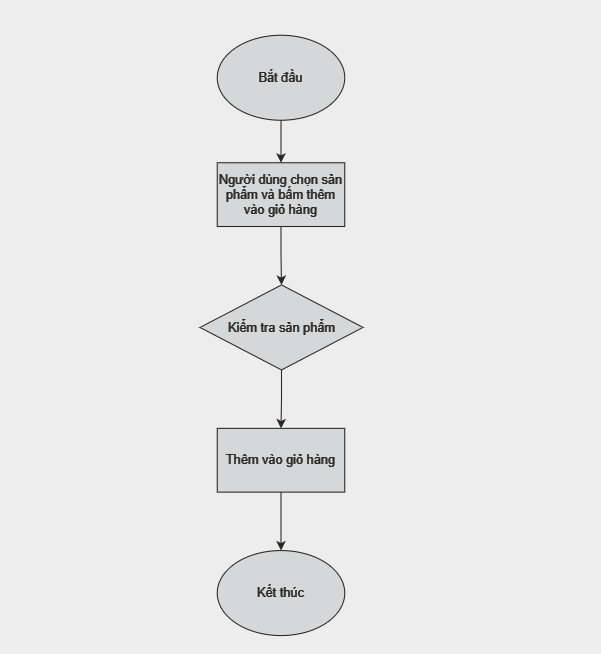 Bắt đầu
Người dùng chọn sản
phẩm và bấm thêm
vào giỏ hàng
Kiểm tra sản phẩm
Thêm vào giỏ hàng
Kết thúc